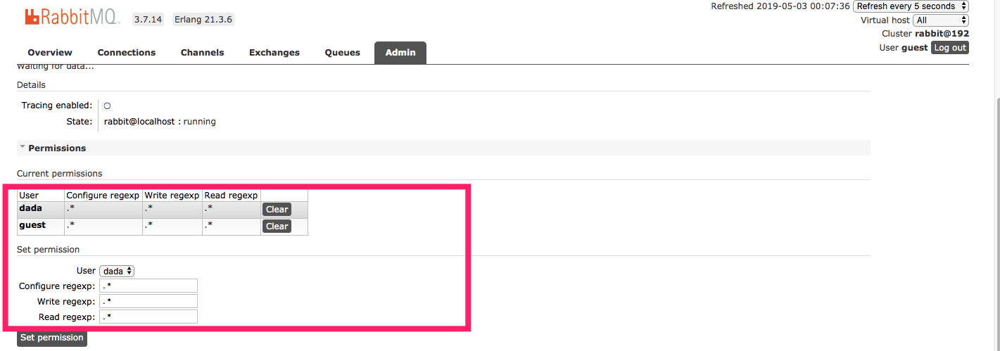 Refreshed 2019-05-03 00:07:36 Refresh every 5 seconds
RabbitMQ 3.7.14 Erlang 21.3.6
Virtual host All
Cluster rabbit@192
User guest Log out
Overview Connections Channels Exchanges Queues Admin
Waiting for data...
Details
Tracing enabled:
State: rabbit@localhost : running
Permissions
Current permissions
User Configure regexp Write regexp Read regexp
dada .* .* .* Clear
guest .* .* .* Clear
Set permission
User dada
Configure regexp: .*
Write regexp: .*
Read regexp: .*
Set permission